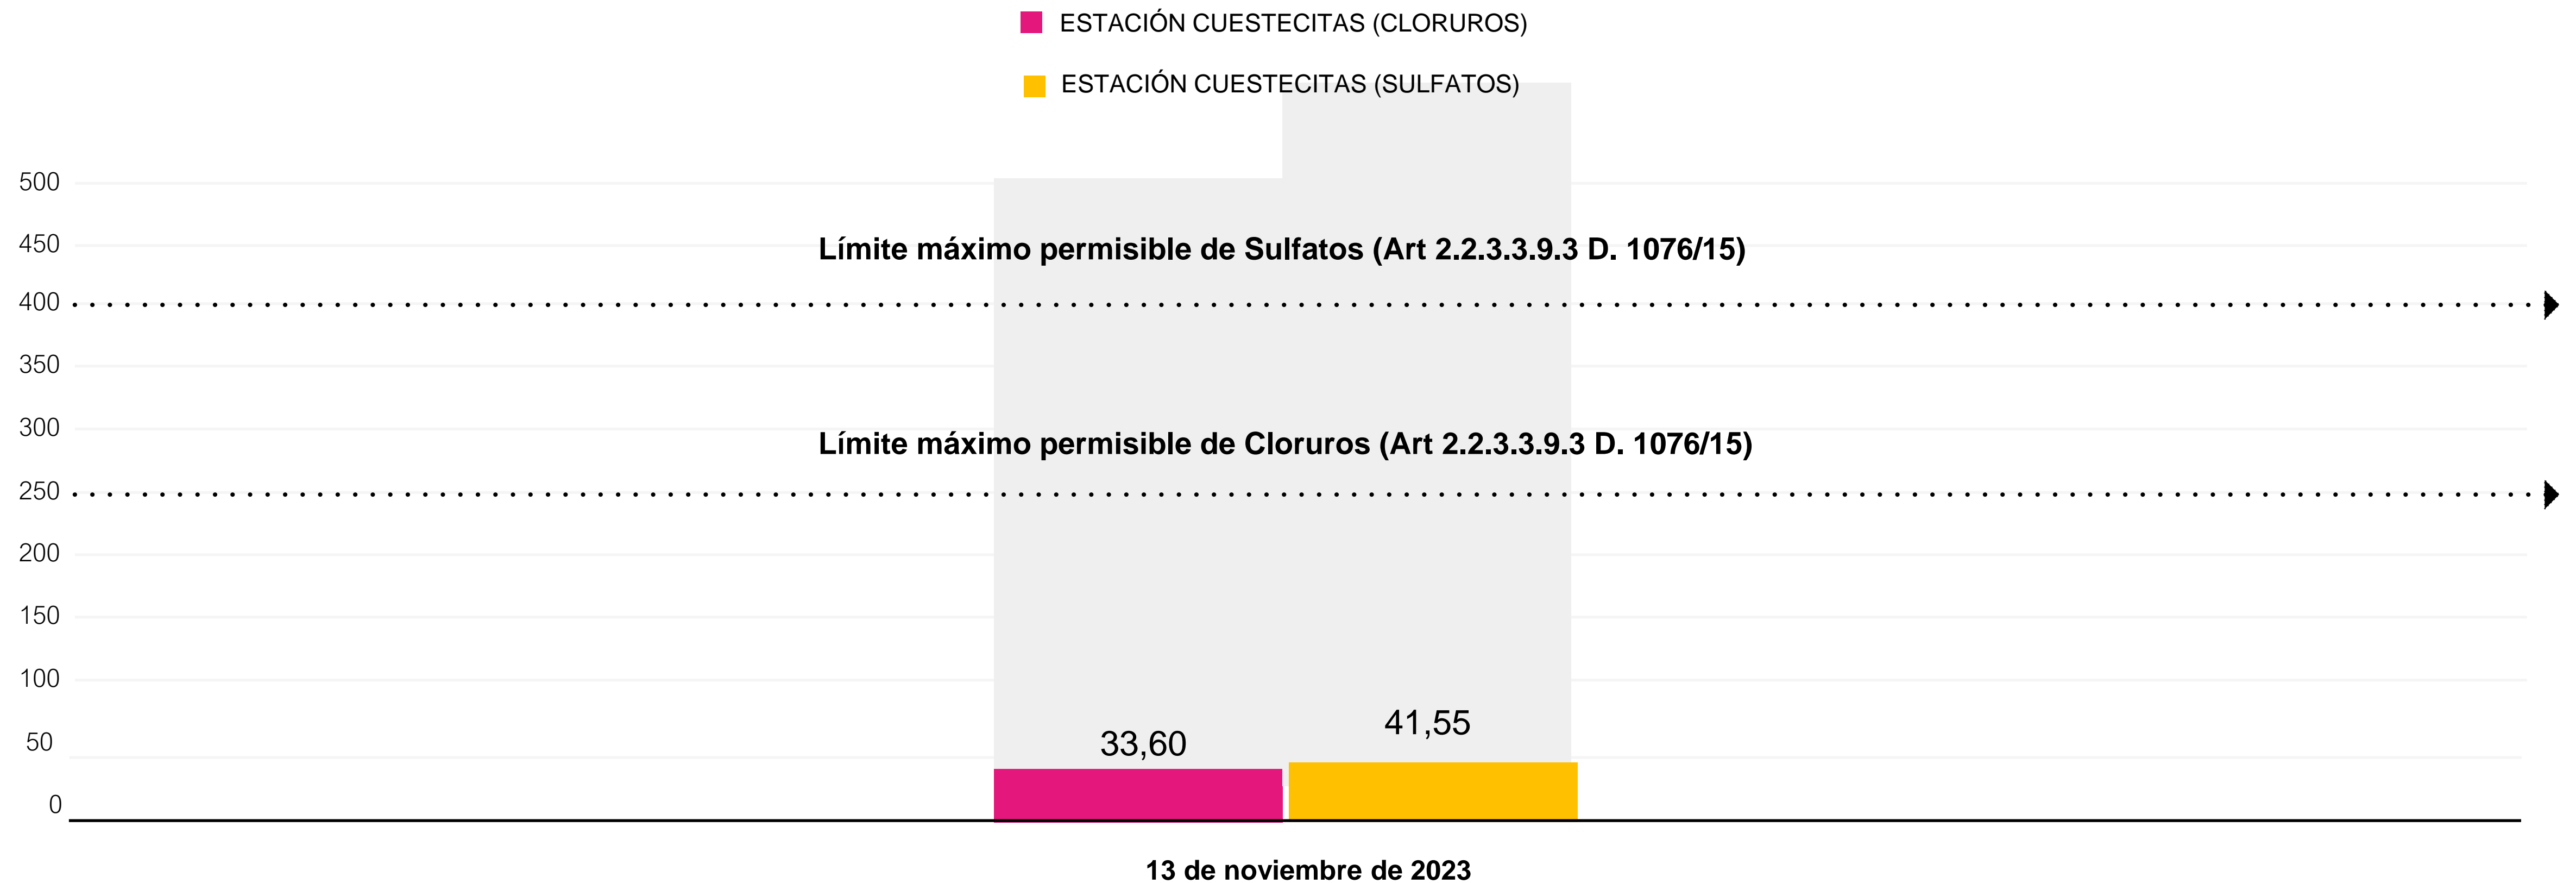 ESTACIÓN CUESTECITAS (CLORUROS)
ESTACIÓN CUESTECITAS (SULFATOS)
500
450
Límite máximo permisible de Sulfatos (Art 2.2.3.3.9.3 D. 1076/15)
400
350
300
Límite máximo permisible de Cloruros (Art 2.2.3.3.9.3 D. 1076/15)
250
200
150
100
50
33,60
41,55
0
13 de noviembre de 2023